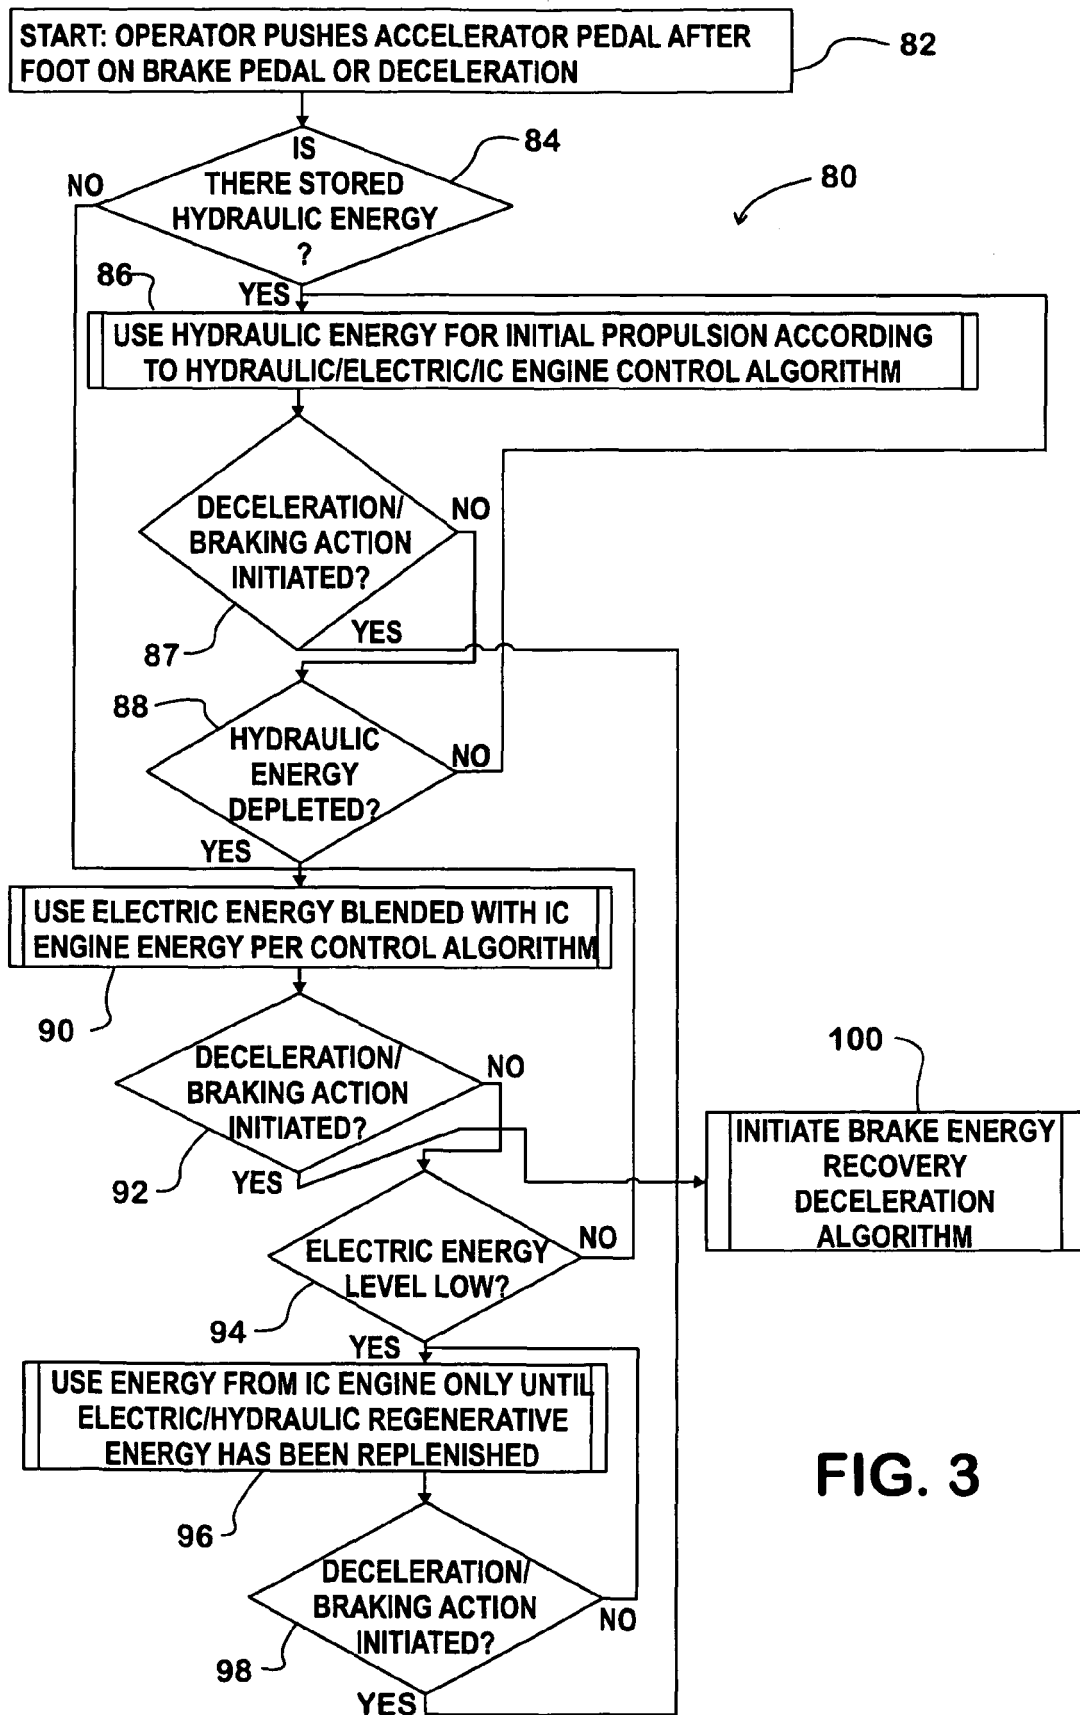 START: OPERATOR PUSHES ACCELERATOR PEDAL AFTER
FOOT ON BRAKE PEDAL OR DECELERATION
82
IS
THERE STORED
HYDRAULIC ENERGY
?
84
NO
80
86
YES
USE HYDRAULIC ENERGY FOR INITIAL PROPULSION ACCORDING
TO HYDRAULIC/ELECTRIC/IC ENGINE CONTROL ALGORITHM
DECELERATION/
BRAKING ACTION
INITIATED?
NO
YES
87
88
HYDRAULIC
ENERGY
DEPLETED?
NO
YES
USE ELECTRIC ENERGY BLENDED WITH IC
ENGINE ENERGY PER CONTROL ALGORITHM
90
DECELERATION/
BRAKING ACTION
INITIATED?
NO
92
YES
100
INITIATE BRAKE ENERGY
RECOVERY
DECELERATION
ALGORITHM
ELECTRIC ENERGY
LEVEL LOW?
NO
94
YES
USE ENERGY FROM IC ENGINE ONLY UNTIL
ELECTRIC/HYDRAULIC REGENERATIVE
ENERGY HAS BEEN REPLENISHED
96
FIG. 3
DECELERATION/
BRAKING ACTION
INITIATED?
NO
98
YES